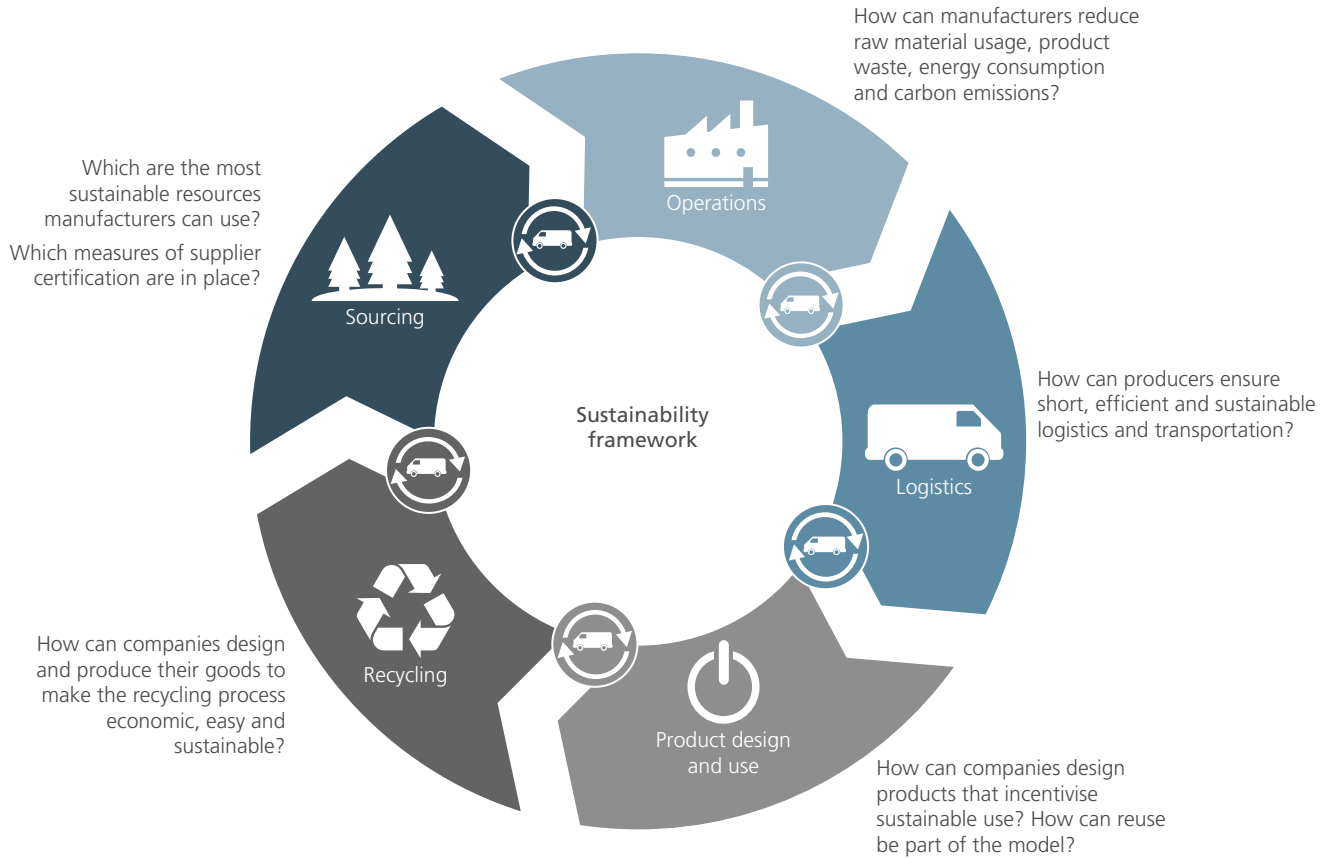 How can manufacturers reduce
raw material usage, product
waste, energy consumption
and carbon emissions?
Operations
Which are the most
sustainable resources
manufacturers can use?
Which measures of supplier
certification are in place?
Sourcing
Sustainability
framework
How can producers ensure
short, efficient and sustainable
logistics and transportation?
Logistics
How can companies design
and produce their goods to
make the recycling process
economic, easy and
sustainable?
Recycling
Product design
and use
How can companies design
products that incentivise
sustainable use? How can reuse
be part of the model?